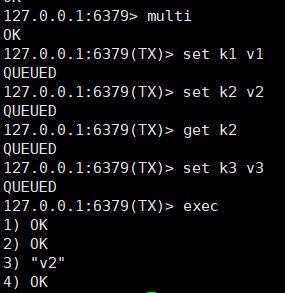 127.0.0.1:6379> multi
OK
127.0.0.1:6379(TX)> set k1 v1
QUEUED
127.0.0.1:6379(TX)> set k2 v2
QUEUED
127.0.0.1:6379(TX)> get k2
QUEUED
127.0.0.1:6379(TX)> set k3 v3
QUEUED
127.0.0.1:6379(TX)> exec
1) OK
2) OK
3) "v2"
4) OK